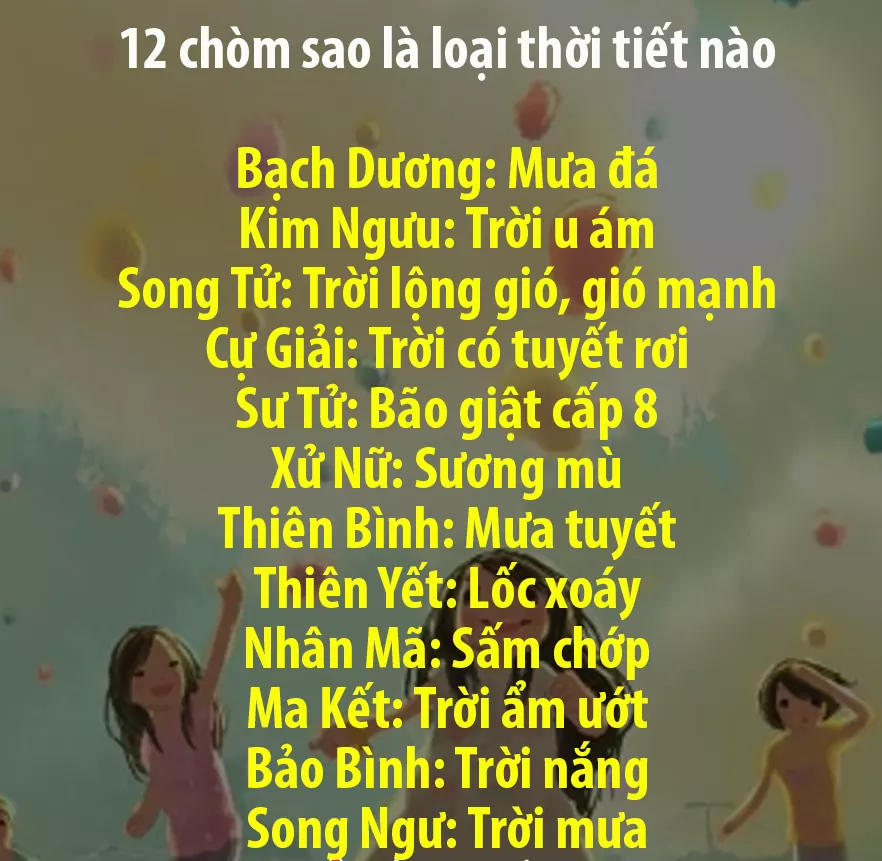 12 chòm sao là loại thời tiết nào
Bạch Dương: Mưa đá
Kim Ngưu: Trời u ám
Song Tử: Trời lộng gió, gió mạnh
Cự Giải: Trời có tuyết rơi
Sư Tử: Bão giật cấp 8
Xử Nữ: Sương mù
Thiên Bình: Mưa tuyết
Thiên Yết: Lốc xoáy
Nhân Mã: Sấm chớp
Ma Kết: Trời ẩm ướt
Bảo Bình: Trời nắng
Song Ngư: Trời mưa